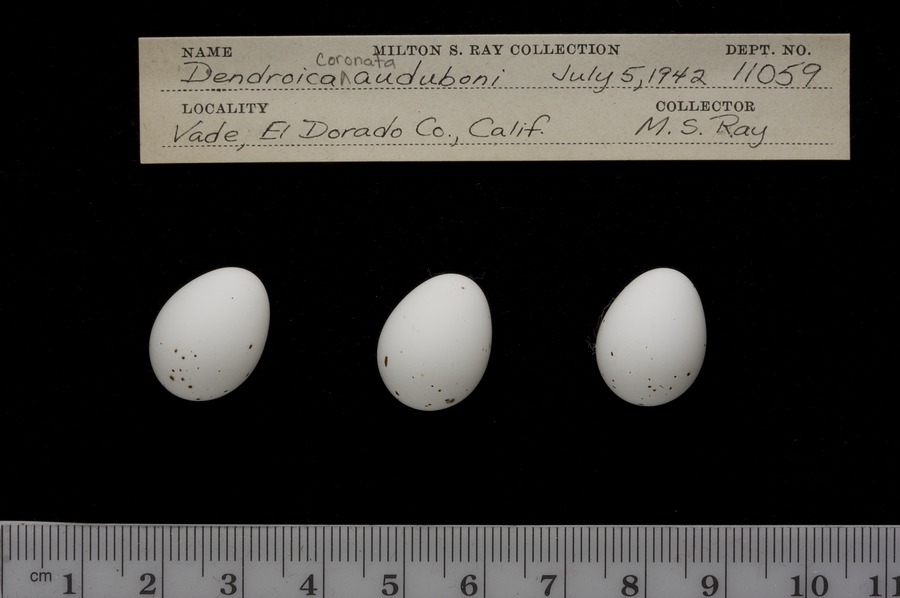 NAME MILTON S. RAY COLLECTION DEPT. NO.
Coronata
Dendroica ^ auduboni July 5, 1942 11059
LOCALITY COLLECTOR
Vade, El Dorado Co., Calif. M. S. Ray
cm 1 2 3 4 5 6 7 8 9 10 11